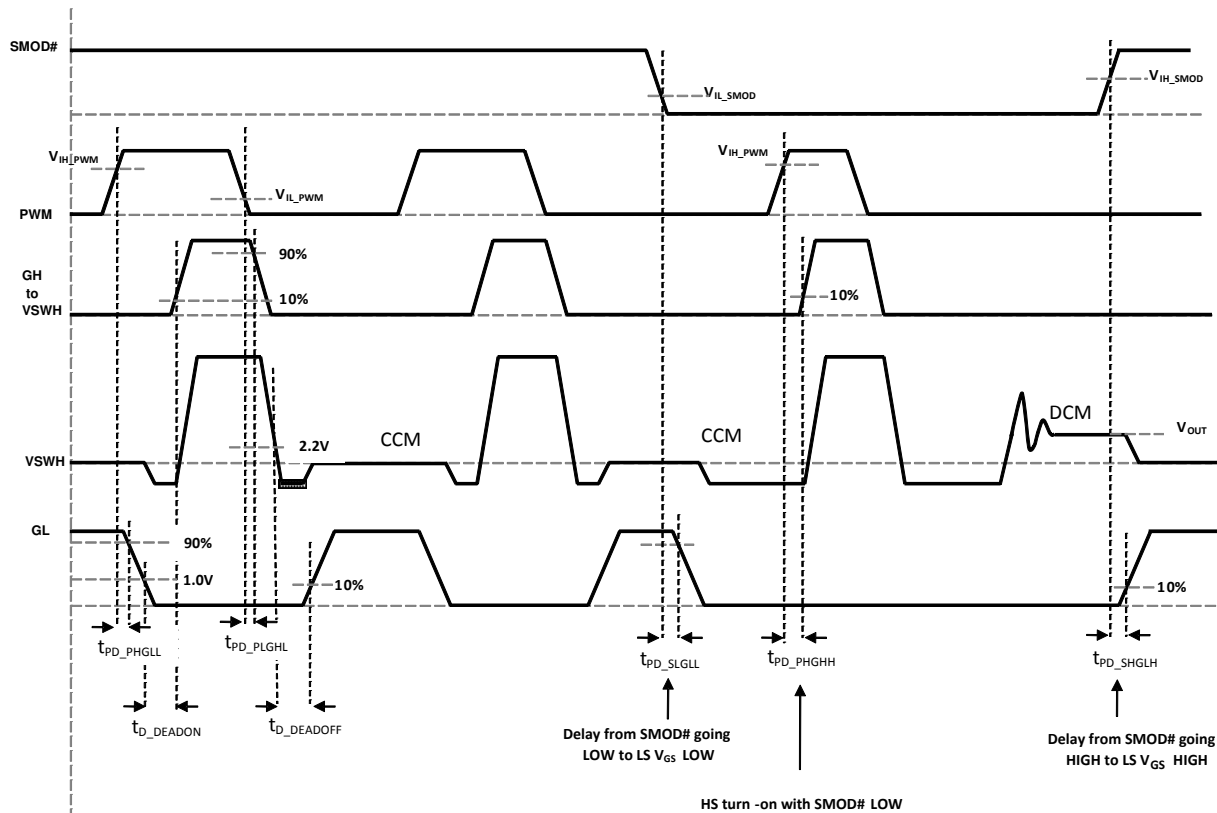 SMOD#
V_IL_SMOD
V_IH_SMOD
V_IH_PWM
V_IL_PWM
V_IH_PWM
PWM
90%
10%
10%
GH
to
VSWH
2.2V
CCM
CCM
DCM
V_OUT
VSWH
GL
90%
1.0V
10%
10%
t_PD_PHGLL
t_PD_PLGHL
t_PD_SLGLL
t_PD_PHGHH
t_PD_SHGLH
t_D_DEADON
t_D_DEADOFF
Delay from SMOD# going
LOW to LS V_GS LOW
Delay from SMOD# going
HIGH to LS V_GS HIGH
HS turn -on with SMOD# LOW